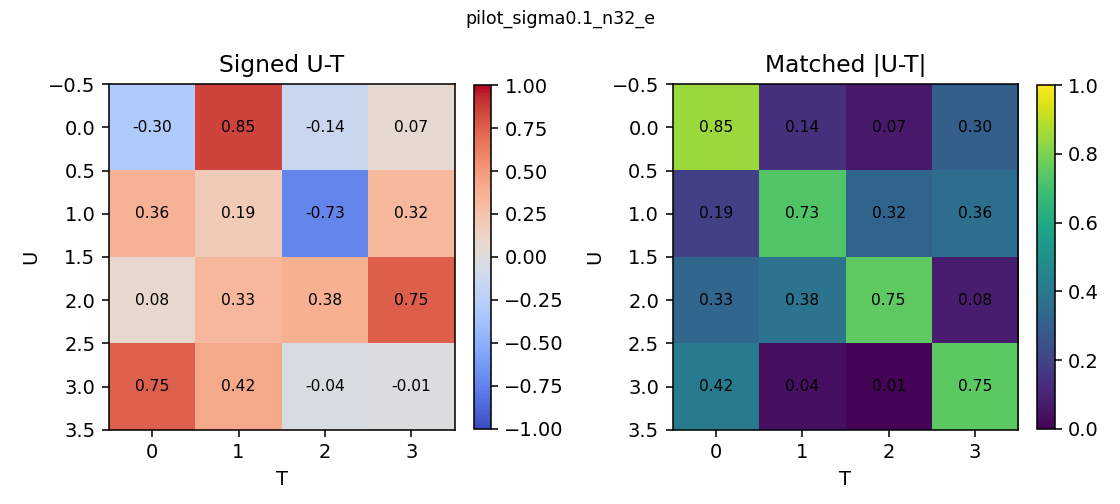 pilot_sigma0.1_n32_e
Signed U-T
−0.5
0.0
0.5
1.0
1.5
2.0
2.5
3.0
3.5
U
-0.30 0.85 -0.14 0.07
0.36 0.19 -0.73 0.32
0.08 0.33 0.38 0.75
0.75 0.42 -0.04 -0.01
0 1 2 3
T
1.00
0.75
0.50
0.25
0.00
−0.25
−0.50
−0.75
−1.00
Matched |U-T|
−0.5
0.0
0.5
1.0
1.5
2.0
2.5
3.0
3.5
U
0.85 0.14 0.07 0.30
0.19 0.73 0.32 0.36
0.33 0.38 0.75 0.08
0.42 0.04 0.01 0.75
0 1 2 3
T
1.0
0.8
0.6
0.4
0.2
0.0